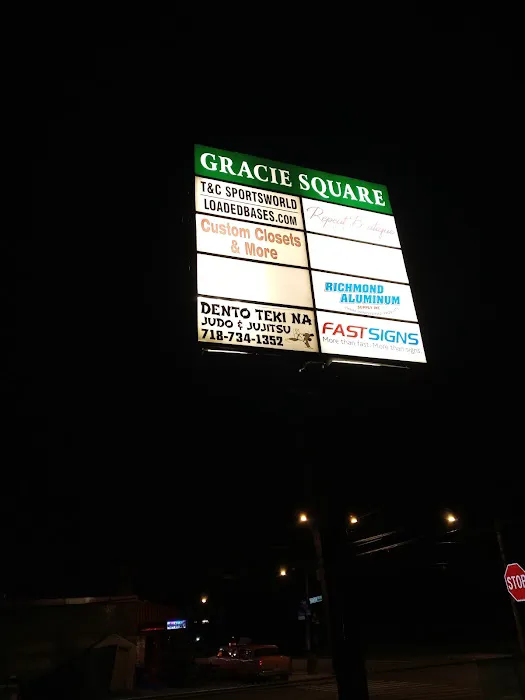 GRACIE SQUARE
T&C SPORTSWORLD
LOADEDBASES.COM
Repeat Boutique
Custom Closets
& More
RICHMOND
ALUMINUM
DENTO TEKI NA
JUDO & JUJITSU
718-734-1352
FASTSIGNS
More than fast. More than signs.
STOP